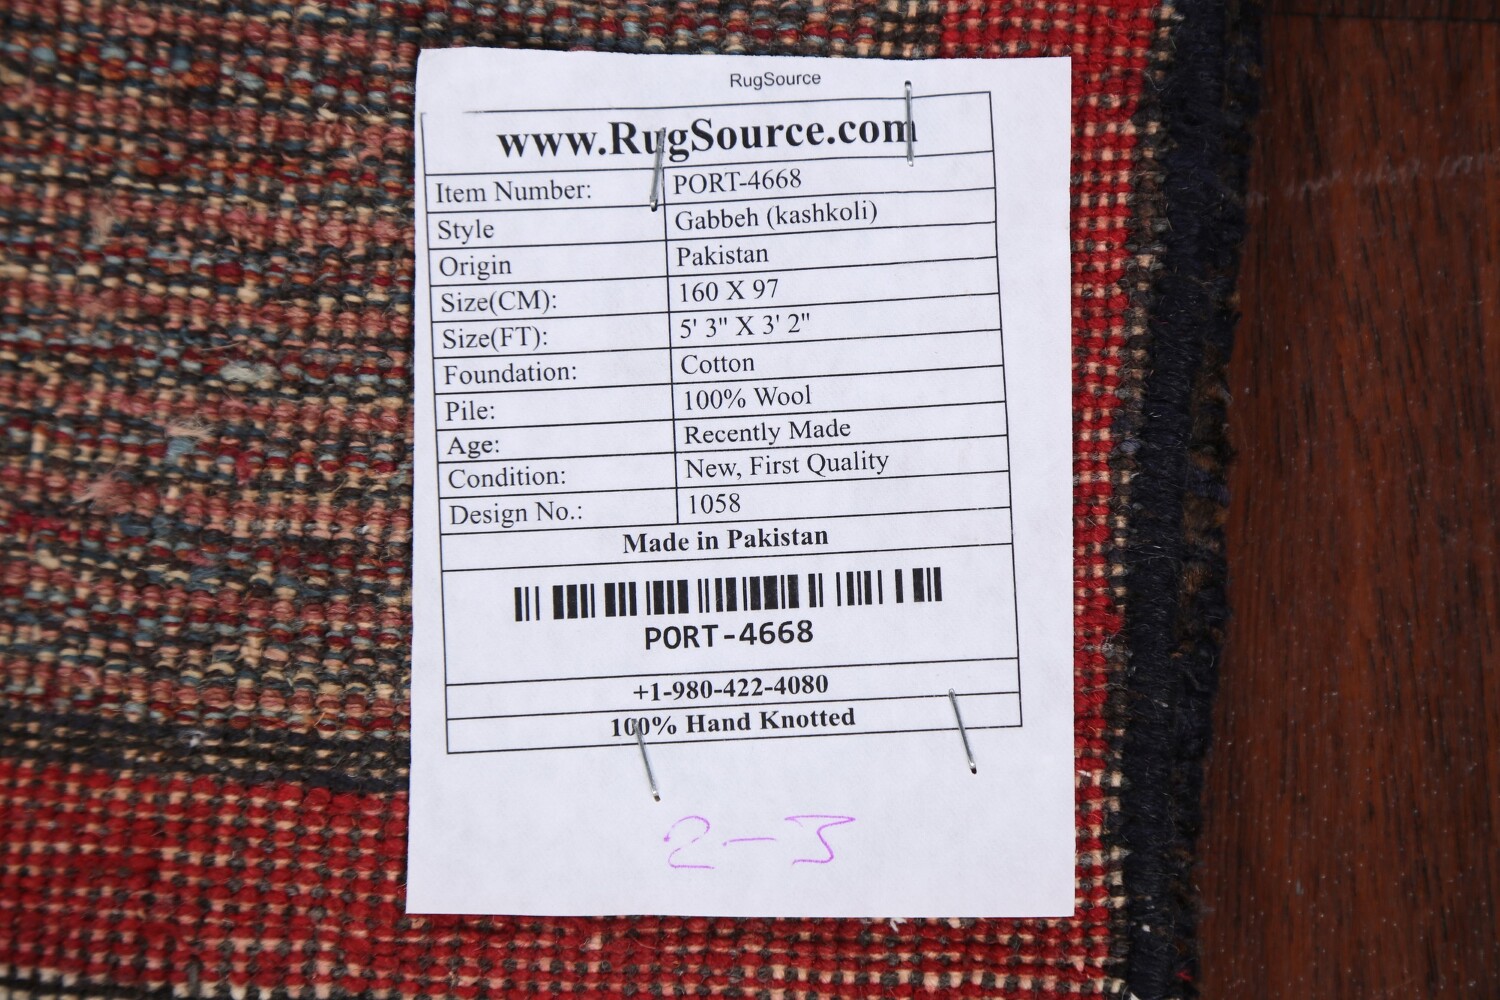 RugSource
www.RugSource.com
Item Number: PORT-4668
Style Gabbeh (kashkoli)
Origin Pakistan
Size(CM): 160 X 97
Size(FT): 5' 3" X 3' 2"
Foundation: Cotton
Pile: 100% Wool
Age: Recently Made
Condition: New, First Quality
Design No.: 1058
Made in Pakistan
PORT-4668
+1-980-422-4080
100% Hand Knotted
2-3